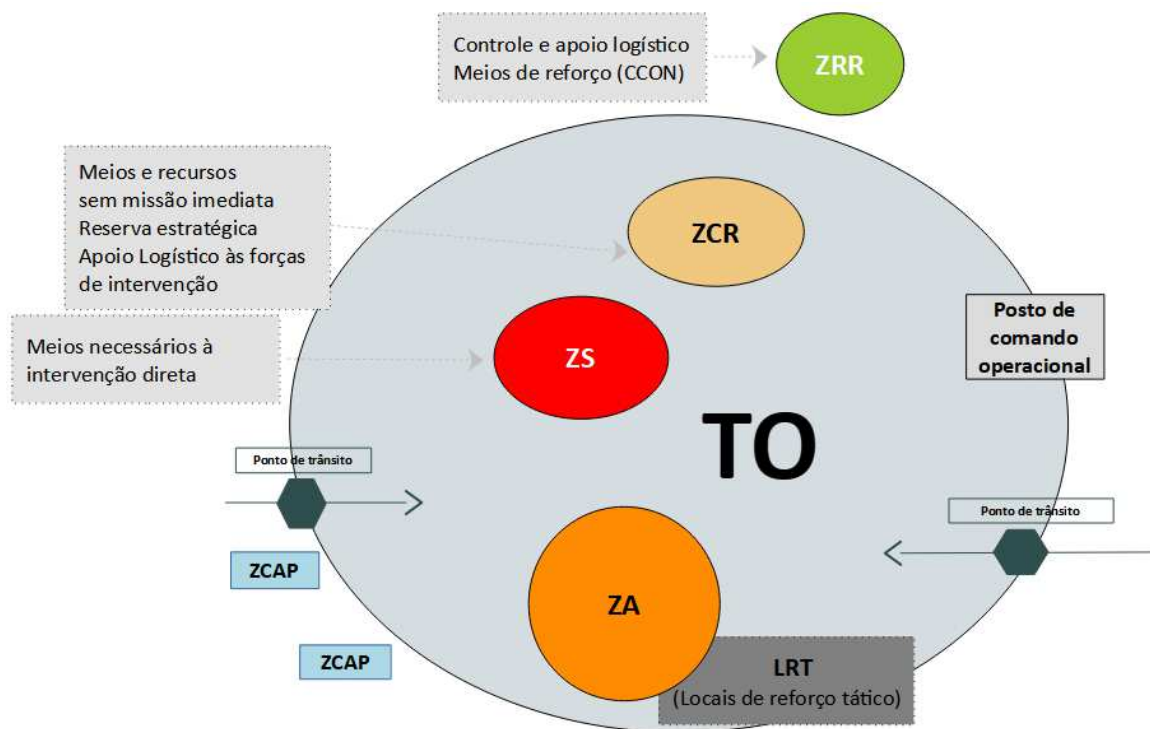 Controle e apoio logístico
Meios de reforço (CCON)
ZRR
Meios e recursos
sem missão imediata
Reserva estratégica
Apoio Logístico às forças
de intervenção
ZCR
Meios necessários à
intervenção direta
ZS
Posto de
comando
operacional
TO
Ponto de trânsito
Ponto de trânsito
ZCAP
ZA
ZCAP
LRT
(Locais de reforço tático)